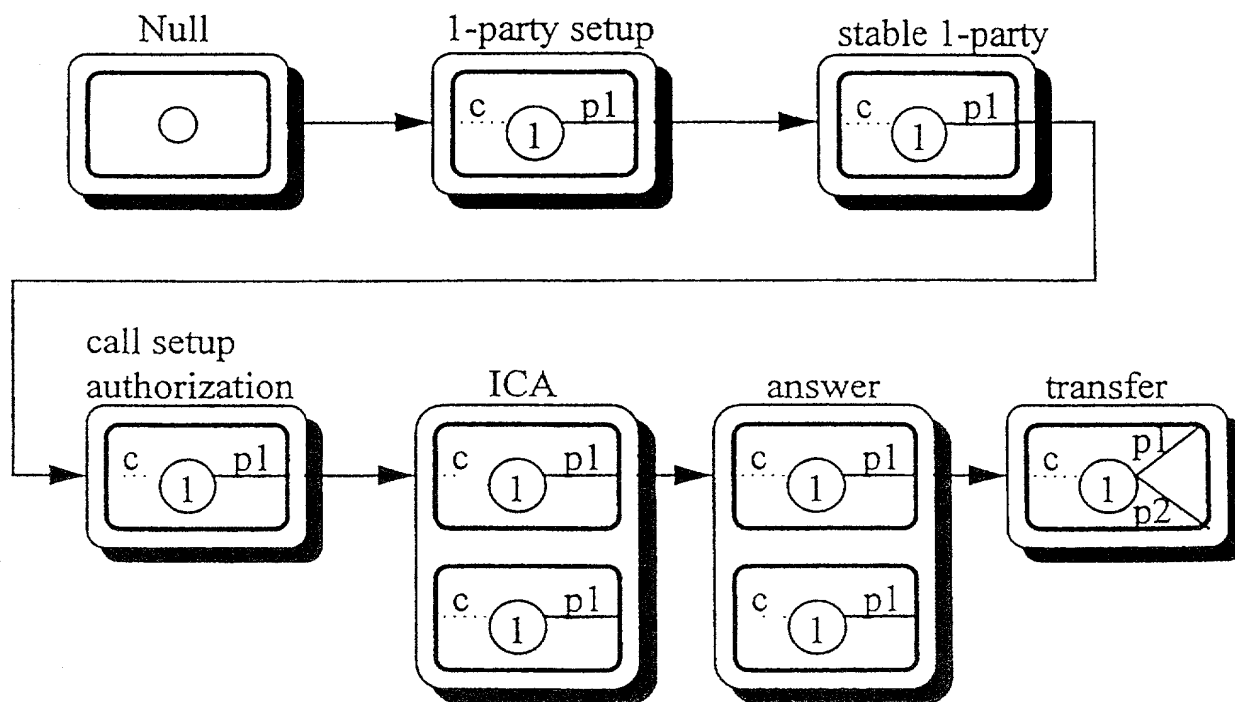 Null
1-party setup
stable 1-party
c 1 p1
c 1 p1
call setup
authorization
ICA
answer
transfer
c 1 p1
c 1 p1
c 1 p1
c 1 p1
p2
c 1 p1
c 1 p1